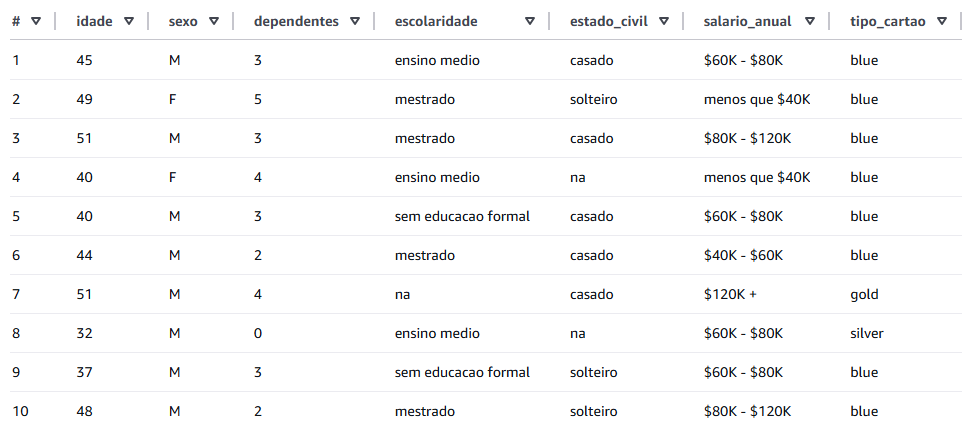 # idade sexo dependentes escolaridade estado_civil salario_anual tipo_cartao
1 45 M 3 ensino medio casado $60K - $80K blue
2 49 F 5 mestrado solteiro menos que $40K blue
3 51 M 3 mestrado casado $80K - $120K blue
4 40 F 4 ensino medio na menos que $40K blue
5 40 M 3 sem educacao formal casado $60K - $80K blue
6 44 M 2 mestrado casado $40K - $60K blue
7 51 M 4 na casado $120K + gold
8 32 M 0 ensino medio na $60K - $80K silver
9 37 M 3 sem educacao formal solteiro $60K - $80K blue
10 48 M 2 mestrado solteiro $80K - $120K blue